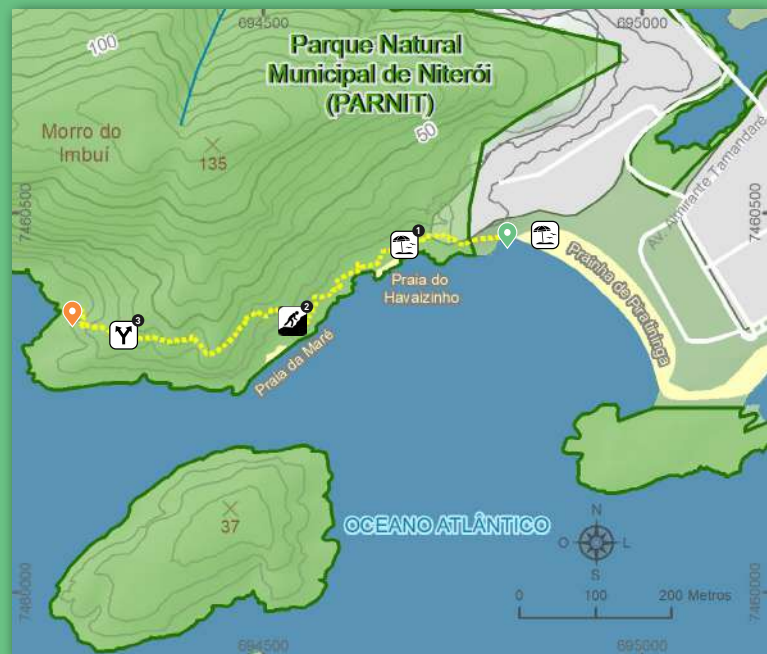 694500
695000
100
Parque Natural
Municipal de Niterói
(PARNIT)
50
Morro do
Imbuí
135
Av. Almirante Tamandaré
7460500
7460500
1
Praia do
Havaizinho
Prainha de Piratininga
2
3
Praia da Maré
37
OCEANO ATLÂNTICO
N
O
L
S
7460000
7460000
0
100
200 Metros
694500
695000